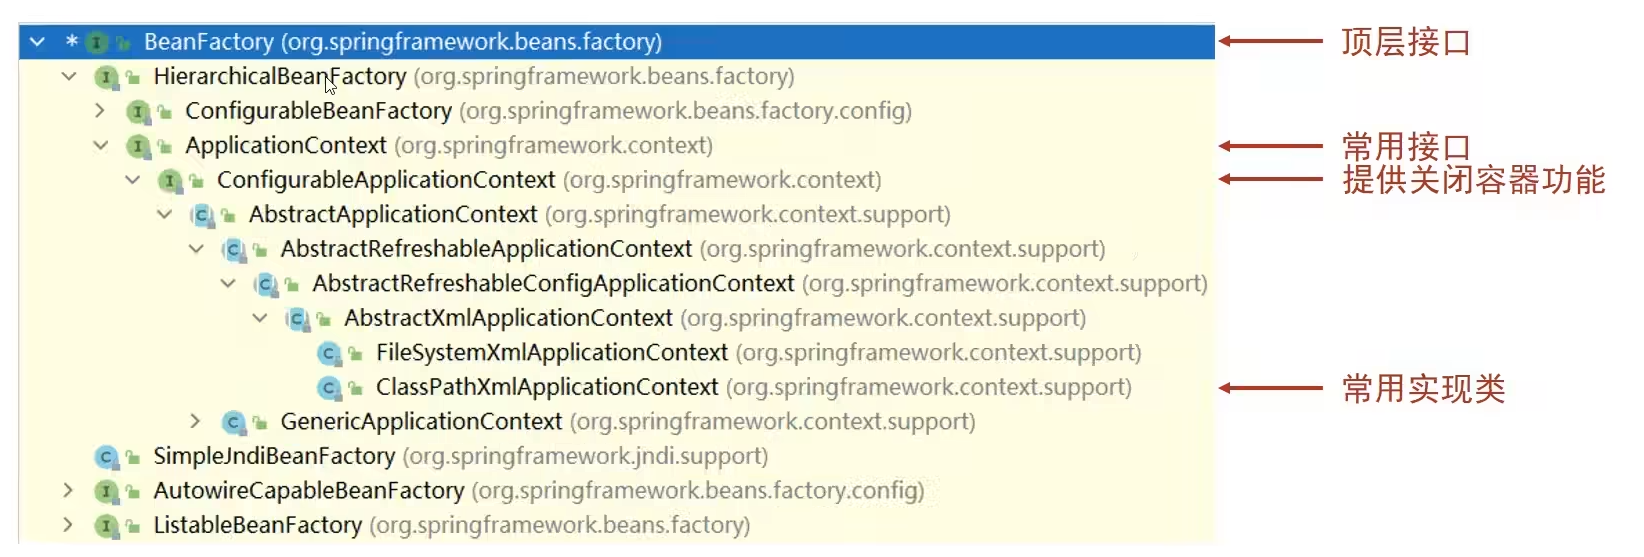 BeanFactory (org.springframework.beans.factory) 顶层接口
HierarchicalBeanFactory (org.springframework.beans.factory)
ConfigurableBeanFactory (org.springframework.beans.factory.config)
ApplicationContext (org.springframework.context) 常用接口
ConfigurableApplicationContext (org.springframework.context) 提供关闭容器功能
AbstractApplicationContext (org.springframework.context.support)
AbstractRefreshableApplicationContext (org.springframework.context.support)
AbstractRefreshableConfigApplicationContext (org.springframework.context.support)
AbstractXmlApplicationContext (org.springframework.context.support)
FileSystemXmlApplicationContext (org.springframework.context.support)
ClassPathXmlApplicationContext (org.springframework.context.support) 常用实现类
GenericApplicationContext (org.springframework.context.support)
SimpleJndiBeanFactory (org.springframework.jndi.support)
AutowireCapableBeanFactory (org.springframework.beans.factory.config)
ListableBeanFactory (org.springframework.beans.factory)